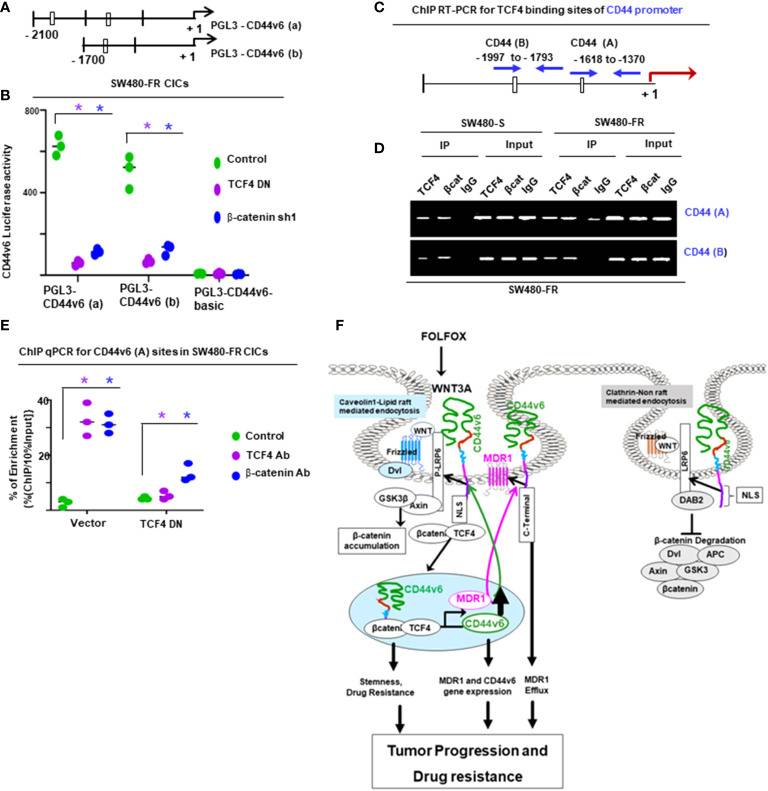 A
- 2100
+ 1
PGL3 - CD44v6 (a)
- 1700
+ 1
PGL3 - CD44v6 (b)
B
SW480-FR CICs
CD44v6 Luciferase activity
800
400
0
* *
* *
Control
TCF4 DN
β-catenin sh1
PGL3-
CD44v6 (a)
PGL3-
CD44v6 (b)
PGL3-CD44v6-
basic
C
ChIP RT-PCR for TCF4 binding sites of CD44 promoter
CD44 (B)
- 1997 to - 1793
CD44 (A)
- 1618 to -1370
+ 1
D
SW480-S
SW480-FR
IP
Input
IP
Input
TCF4 βcat IgG TCF4 βcat IgG TCF4 βcat IgG TCF4 βcat IgG
CD44 (A)
CD44 (B)
SW480-FR
E
ChIP qPCR for CD44v6 (A) sites in SW480-FR CICs
% of Enrichment
(%(ChIP/10%Input])
40
20
0
* *
* *
Control
TCF4 Ab
β-catenin Ab
Vector
TCF4 DN
F
FOLFOX
WNT3A
Caveolin1-Lipid raft
mediated endocytosis
WNT
Frizzled
Dvl
P-LRP6
CD44v6
GSK3β
Axin
NLS
β-catenin
accumulation
βcateni
TCF4
CD44v6
MDR1
C-Terminal
CD44v6
βcateni
TCF4
MDR1
CD44v6
Stemness,
Drug Resistance
MDR1 and CD44v6
gene expression
MDR1
Efflux
Tumor Progression and
Drug resistance
Clathrin-Non raft
mediated endocytosis
Frizzled
WNT
LRP6
CD44v6
DAB2
NLS
β-catenin Degradation
Dvl
APC
Axin
GSK3
βcatenin